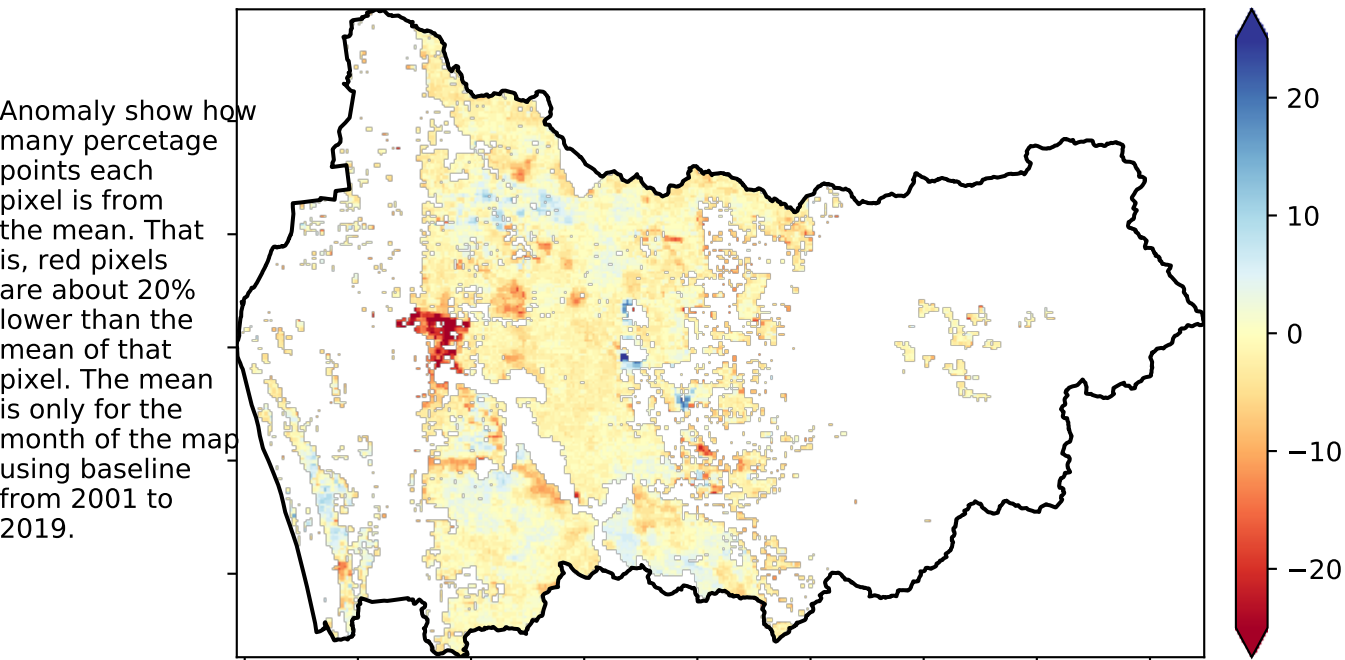 Anomaly show how
many percetage
points each
pixel is from
the mean. That
is, red pixels
are about 20%
lower than the
mean of that
pixel. The mean
is only for the
month of the map
using baseline
from 2001 to
2019.
20
10
0
−10
−20